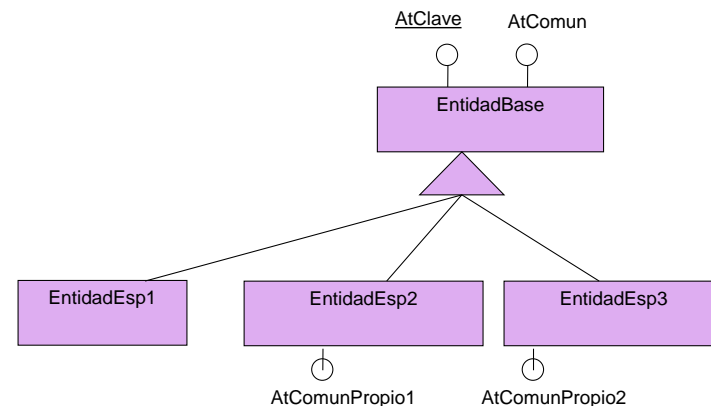 AtClave AtComun
EntidadBase
EntidadEsp1 EntidadEsp2 EntidadEsp3
AtComunPropio1 AtComunPropio2